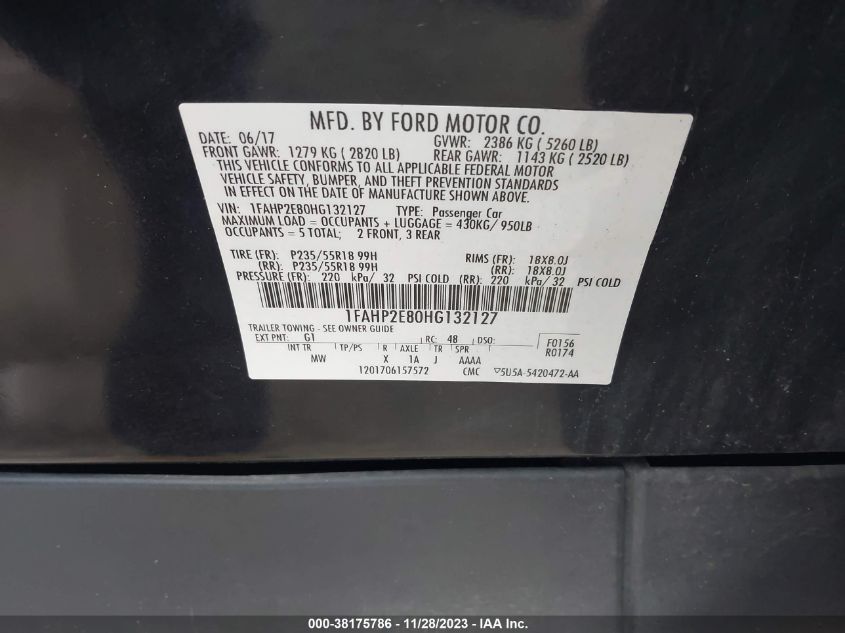 MFD. BY FORD MOTOR CO.
DATE: 06/17 GVWR: 2386 KG ( 5260 LB)
FRONT GAWR: 1279 KG ( 2820 LB) REAR GAWR: 1143 KG ( 2520 LB)
THIS VEHICLE CONFORMS TO ALL APPLICABLE FEDERAL MOTOR
VEHICLE SAFETY, BUMPER, AND THEFT PREVENTION STANDARDS
IN EFFECT ON THE DATE OF MANUFACTURE SHOWN ABOVE.
VIN: 1FAHP2E80HG132127 TYPE: Passenger Car
MAXIMUM LOAD = OCCUPANTS + LUGGAGE = 430KG/ 950LB
OCCUPANTS = 5 TOTAL; 2 FRONT, 3 REAR
TIRE (FR): P235/55R18 99H RIMS (FR): 18X8.0J
(RR): P235/55R18 99H (RR): 18X8.0J
PRESSURE (FR): 220 kPa/ 32 PSI COLD (RR): 220 kPa/ 32 PSI COLD
1FAHP2E80HG132127
TRAILER TOWING - SEE OWNER GUIDE
EXT PNT: G1 RC: 48 DSO: F0156
INT TR TP/PS R AXLE TR SPR R0174
MW X 1A J AAAA
1201706157572 CMC ▽5U5A-5420472-AA
000-38175786 - 11/28/2023 - IAA Inc.